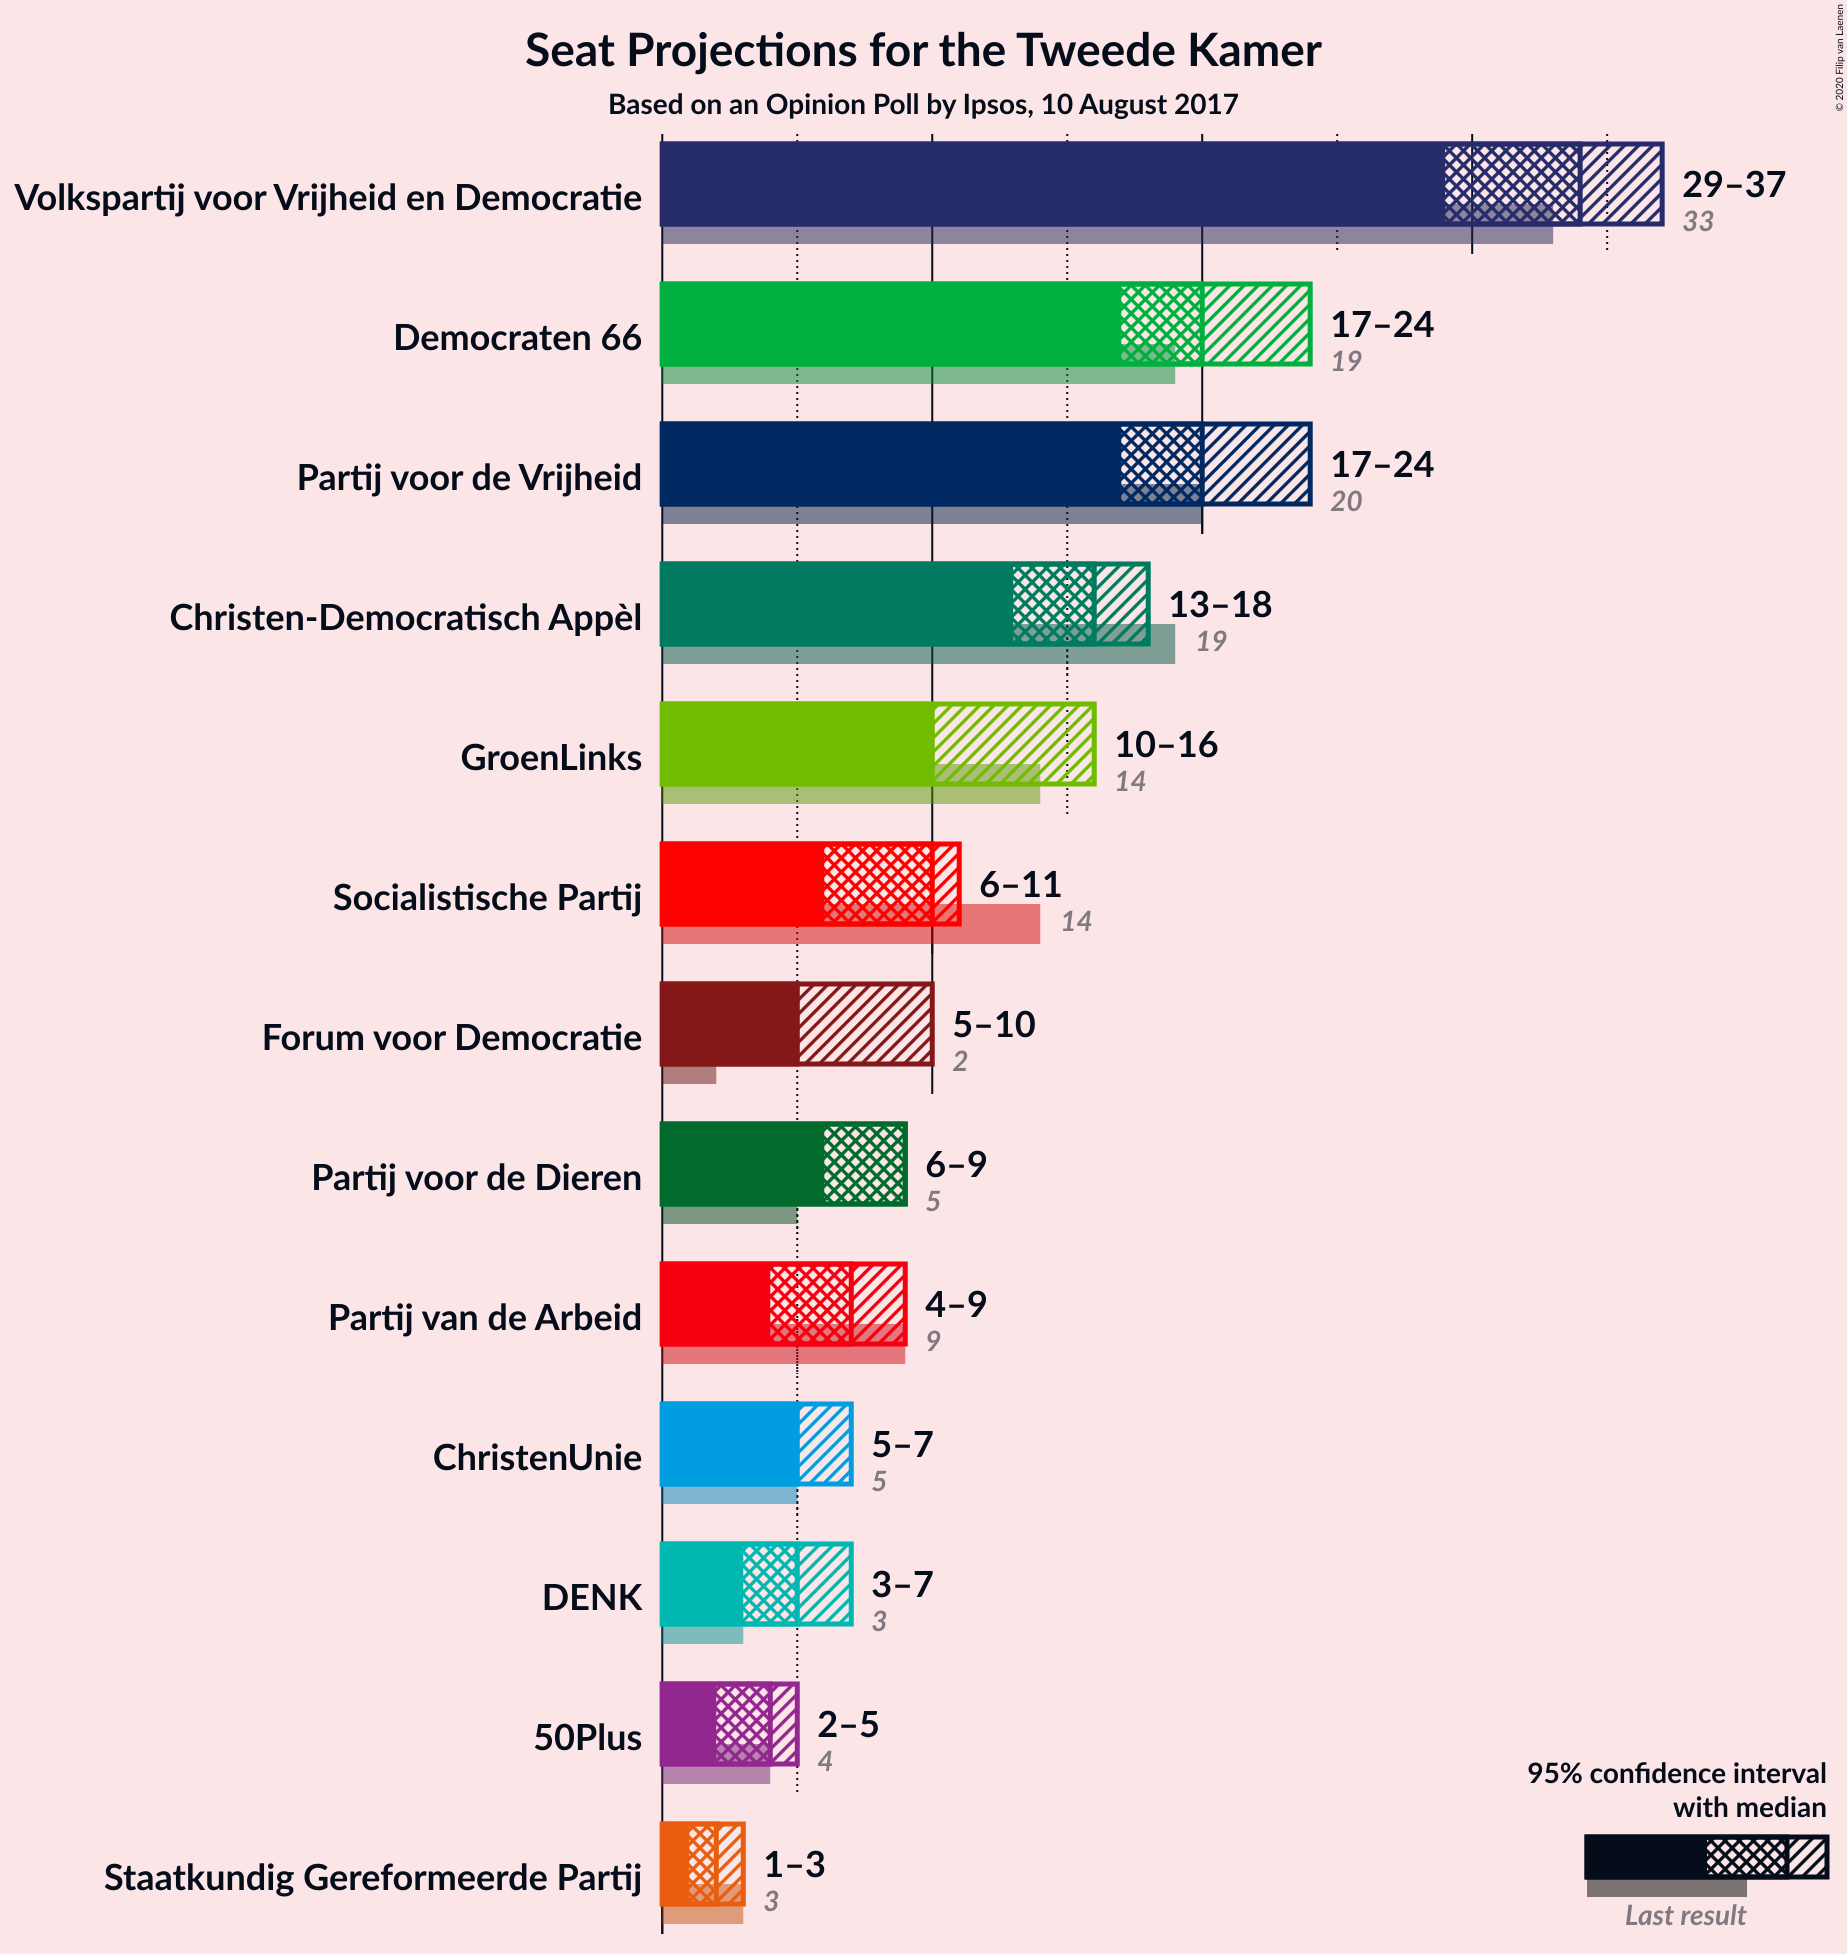 Seat Projections for the Tweede Kamer
Based on an Opinion Poll by Ipsos, 10 August 2017
© 2020 Filip van Laenen
Volkspartij voor Vrijheid en Democratie
29–37
33
Democraten 66
17–24
19
Partij voor de Vrijheid
17–24
20
Christen-Democratisch Appèl
13–18
19
GroenLinks
10–16
14
Socialistische Partij
6–11
14
Forum voor Democratie
5–10
2
Partij voor de Dieren
6–9
5
Partij van de Arbeid
4–9
9
ChristenUnie
5–7
5
DENK
3–7
3
50Plus
2–5
4
Staatkundig Gereformeerde Partij
1–3
3
95% confidence interval
with median
Last result